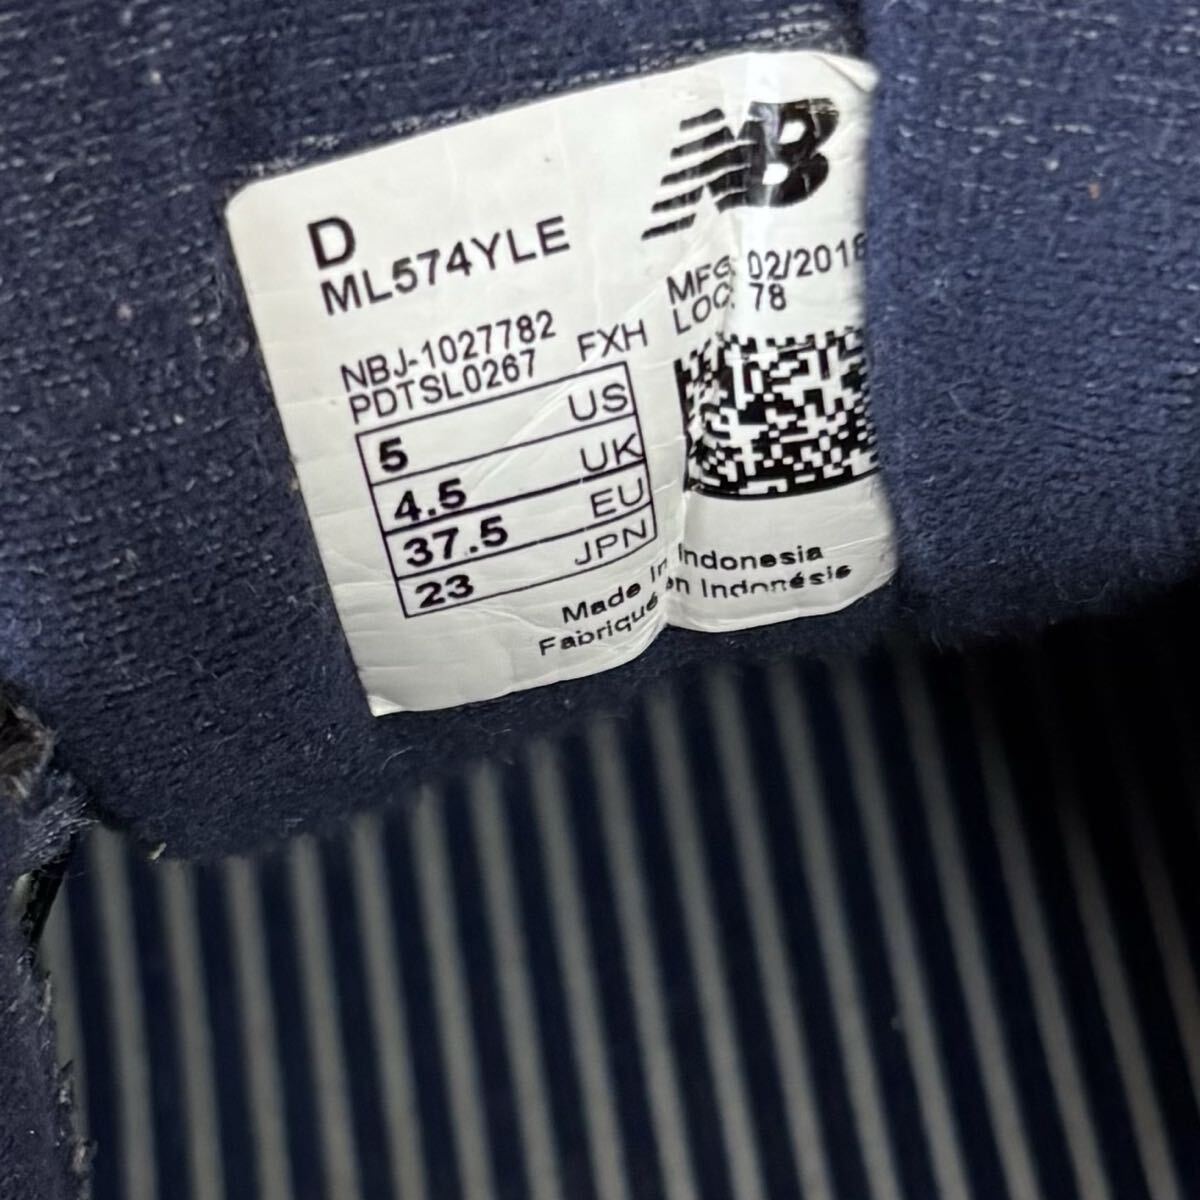 NB
D
ML574YLE
MFG. 02/2018
LOC. 78
NBJ-1027782
PDTSL0267 FXH
5 US
4.5 UK
37.5 EU
23 JPN
Made In Indonesia
Fabriqué en Indonésie